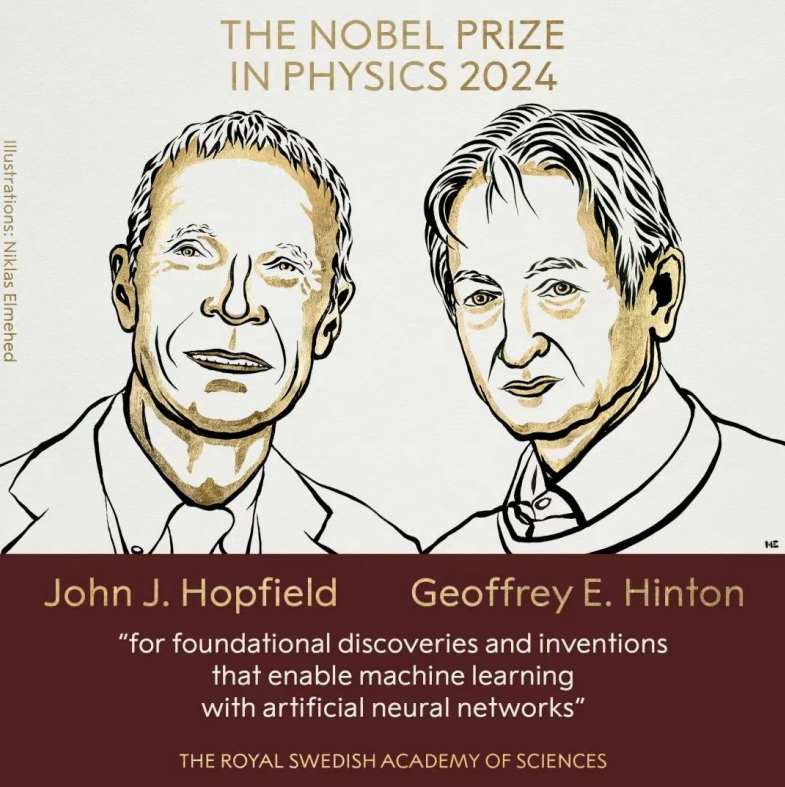 THE NOBEL PRIZE
IN PHYSICS 2024
Illustrations: Niklas Elmehed
NE
John J. Hopfield
Geoffrey E. Hinton
“for foundational discoveries and inventions
that enable machine learning
with artificial neural networks”
THE ROYAL SWEDISH ACADEMY OF SCIENCES